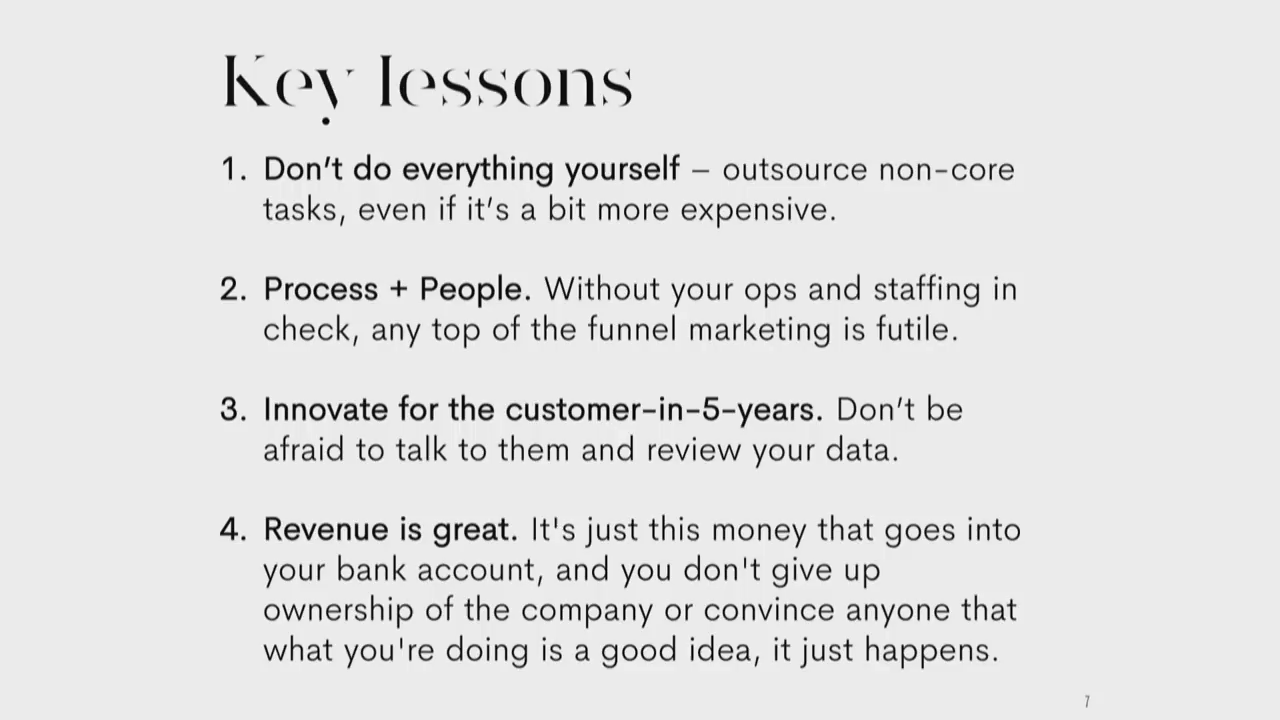 Key lessons
1. Don’t do everything yourself – outsource non-core
tasks, even if it’s a bit more expensive.
2. Process + People. Without your ops and staffing in
check, any top of the funnel marketing is futile.
3. Innovate for the customer-in-5-years. Don’t be
afraid to talk to them and review your data.
4. Revenue is great. It's just this money that goes into
your bank account, and you don't give up
ownership of the company or convince anyone that
what you're doing is a good idea, it just happens.
7